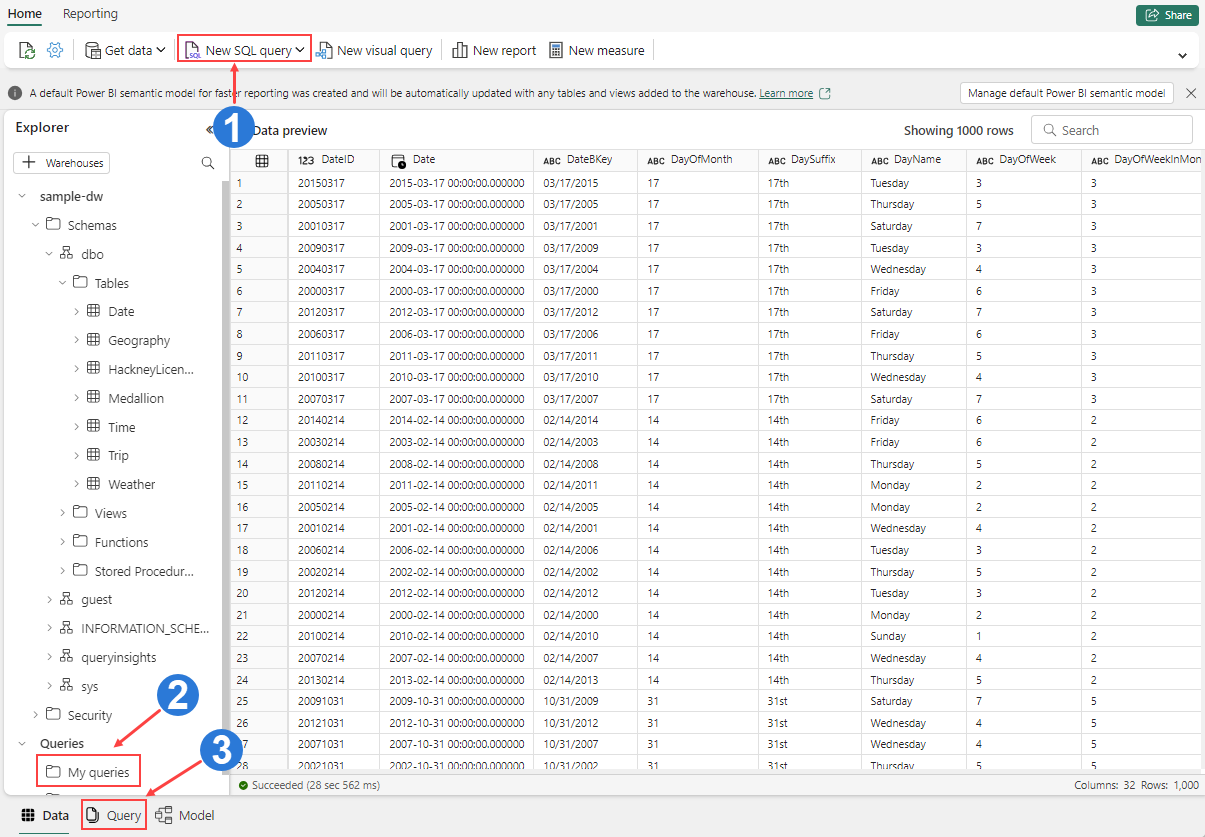 Home Reporting
Share
Get data New SQL query New visual query New report New measure
A default Power BI semantic model for faster reporting was created and will be automatically updated with any tables and views added to the warehouse. Learn more Manage default Power BI semantic model
Explorer
1
Data preview Showing 1000 rows Search
Warehouses
sample-dw
Schemas
dbo
Tables
Date
Geography
HackneyLicen...
Medallion
Time
Trip
Weather
Views
Functions
Stored Procedur...
guest
INFORMATION_SCHE...
queryinsights
sys
2
Security
Queries
3
My queries
123 DateID Date ABC DateBKey ABC DayOfMonth ABC DaySuffix ABC DayName ABC DayOfWeek ABC DayOfWeekInMon
1 20150317 2015-03-17 00:00:00.000000 03/17/2015 17 17th Tuesday 3 3
2 20050317 2005-03-17 00:00:00.000000 03/17/2005 17 17th Thursday 5 3
3 20010317 2001-03-17 00:00:00.000000 03/17/2001 17 17th Saturday 7 3
4 20090317 2009-03-17 00:00:00.000000 03/17/2009 17 17th Tuesday 3 3
5 20040317 2004-03-17 00:00:00.000000 03/17/2004 17 17th Wednesday 4 3
6 20000317 2000-03-17 00:00:00.000000 03/17/2000 17 17th Friday 6 3
7 20120317 2012-03-17 00:00:00.000000 03/17/2012 17 17th Saturday 7 3
8 20060317 2006-03-17 00:00:00.000000 03/17/2006 17 17th Friday 6 3
9 20110317 2011-03-17 00:00:00.000000 03/17/2011 17 17th Thursday 5 3
10 20100317 2010-03-17 00:00:00.000000 03/17/2010 17 17th Wednesday 4 3
11 20070317 2007-03-17 00:00:00.000000 03/17/2007 17 17th Saturday 7 3
12 20140214 2014-02-14 00:00:00.000000 02/14/2014 14 14th Friday 6 2
13 20030214 2003-02-14 00:00:00.000000 02/14/2003 14 14th Friday 6 2
14 20080214 2008-02-14 00:00:00.000000 02/14/2008 14 14th Thursday 5 2
15 20110214 2011-02-14 00:00:00.000000 02/14/2011 14 14th Monday 2 2
16 20050214 2005-02-14 00:00:00.000000 02/14/2005 14 14th Monday 2 2
17 20010214 2001-02-14 00:00:00.000000 02/14/2001 14 14th Wednesday 4 2
18 20060214 2006-02-14 00:00:00.000000 02/14/2006 14 14th Tuesday 3 2
19 20020214 2002-02-14 00:00:00.000000 02/14/2002 14 14th Thursday 5 2
20 20120214 2012-02-14 00:00:00.000000 02/14/2012 14 14th Tuesday 3 2
21 20000214 2000-02-14 00:00:00.000000 02/14/2000 14 14th Monday 2 2
22 20100214 2010-02-14 00:00:00.000000 02/14/2010 14 14th Sunday 1 2
23 20070214 2007-02-14 00:00:00.000000 02/14/2007 14 14th Wednesday 4 2
24 20130214 2013-02-14 00:00:00.000000 02/14/2013 14 14th Thursday 5 2
25 20091031 2009-10-31 00:00:00.000000 10/31/2009 31 31st Saturday 7 5
26 20121031 2012-10-31 00:00:00.000000 10/31/2012 31 31st Wednesday 4 5
7 20071031 2007-10-31 00:00:00.000000 10/31/2007 31 31st Wednesday 4 5
28 20021031 2002-10-31 00:00:00.000000 10/31/2002 31 31st Thursday 5 5
Succeeded (28 sec 562 ms) Columns: 32 Rows: 1,000
Data Query Model